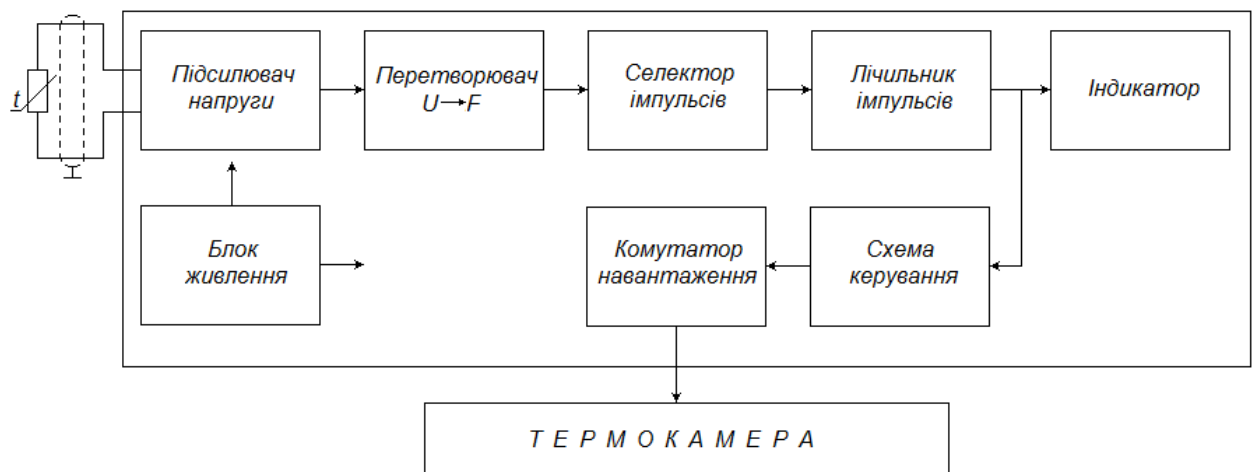 Підсилювач
напруги
Перетворювач
U→F
Селектор
імпульсів
Лічильник
імпульсів
Індикатор
t
Блок
живлення
Комутатор
навантаження
Схема
керування
Т Е Р М О К А М Е Р А